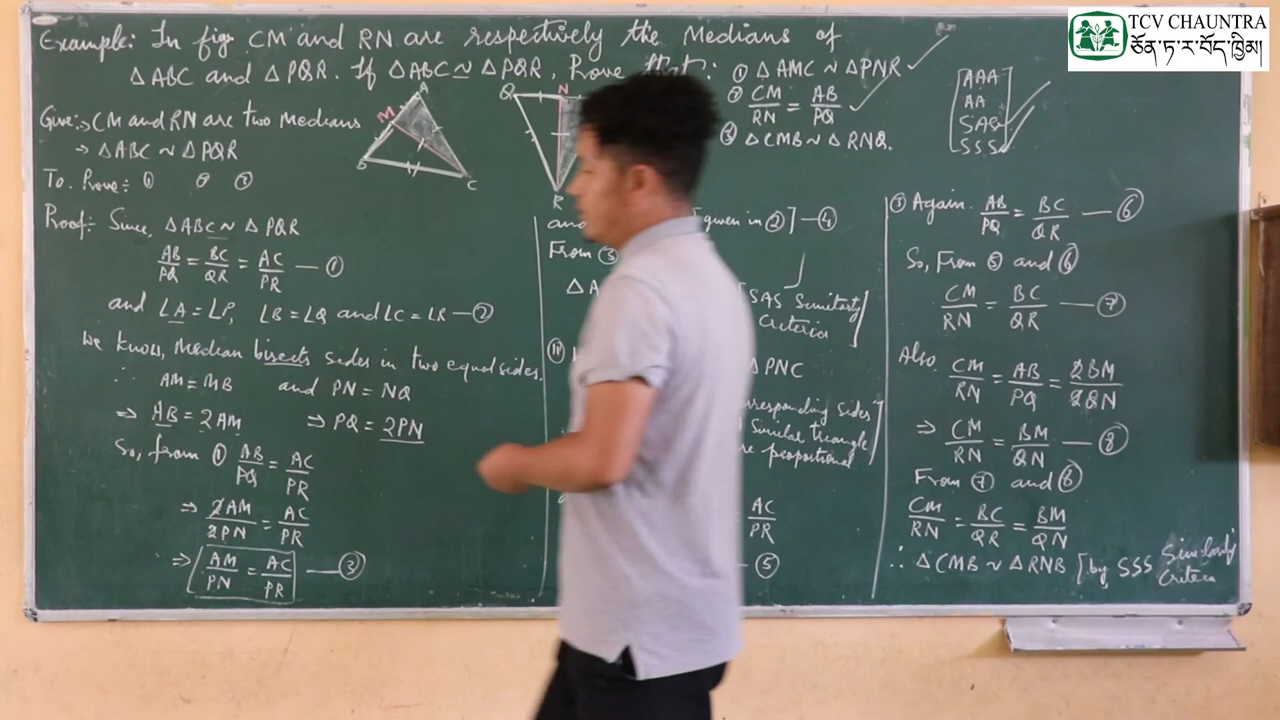 TCV CHAUNTRA
Example: In figs CM and RN are respectively the Medians of
△ABC and △PQR. If △ABC ~ △PQR, Prove that: ① △AMC ~ △PNR
② CM/RN = AB/PQ
③ △CMB ~ △RNQ.
AAA
AA
SAS
SSS
Give:→ CM and RN are two Medians
→ △ABC ~ △PQR
To. Prove:- ① ② ③
A
M
C
Q
N
R
Proof:- Since, △ABC ~ △PQR
AB/PQ = BC/QR = AC/PR — ①
and ∠A = ∠P, ∠B = ∠Q and ∠C = ∠R — ②
We know, Median bisects sides in two equal sides.
∴ AM = MB and PN = NQ
⇒ AB = 2AM ⇒ PQ = 2PN
So, from ① AB/PQ = AC/PR
⇒ 2AM/2PN = AC/PR
⇒ AM/PN = AC/PR — ③
and [given in ②] — ④
From ③
[SAS Similarity
Criteria]
△PNC
sides
Similar triangle
proportional]
AC/PR
⑤
Again. AB/PQ = BC/QR — ⑥
So, From ⑤ and ⑥
CM/RN = BC/QR — ⑦
Also. CM/RN = AB/PQ = 2BM/2QN
⇒ CM/RN = BM/QN — ⑧
From ⑦ and ⑧
CM/RN = BC/QR = BM/QN
∴ △CMB ~ △RNB [by SSS Similarity
Criteria